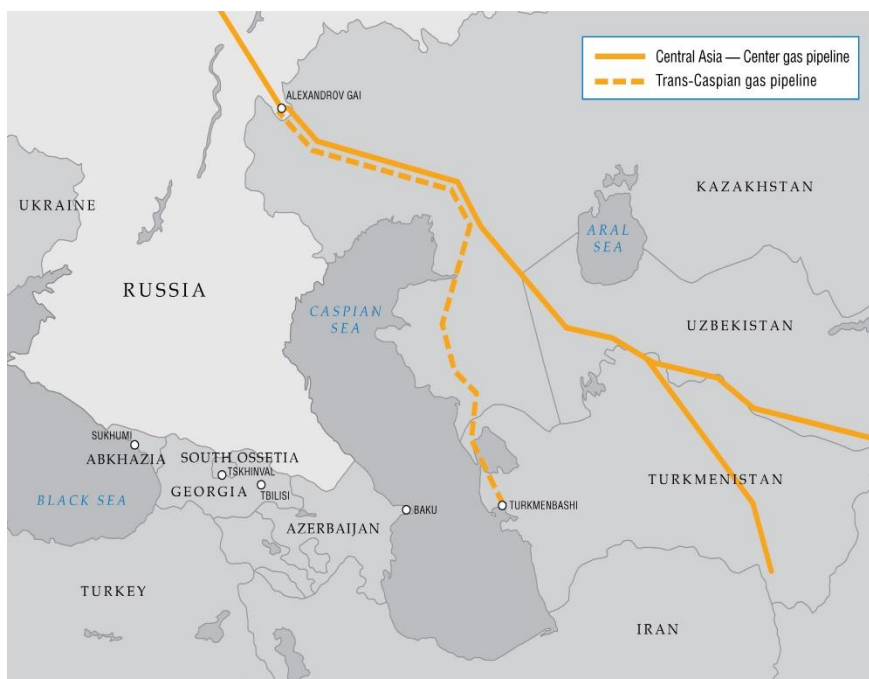 Central Asia — Center gas pipeline
Trans-Caspian gas pipeline
ALEXANDROV GAI
KAZAKHSTAN
UKRAINE
ARAL
SEA
RUSSIA
CASPIAN
SEA
UZBEKISTAN
SUKHUMI
ABKHAZIA
SOUTH OSSETIA
TSKHINVAL
GEORGIA
TBILISI
BLACK SEA
TURKMENISTAN
TURKMENBASHI
BAKU
AZERBAIJAN
TURKEY
IRAN